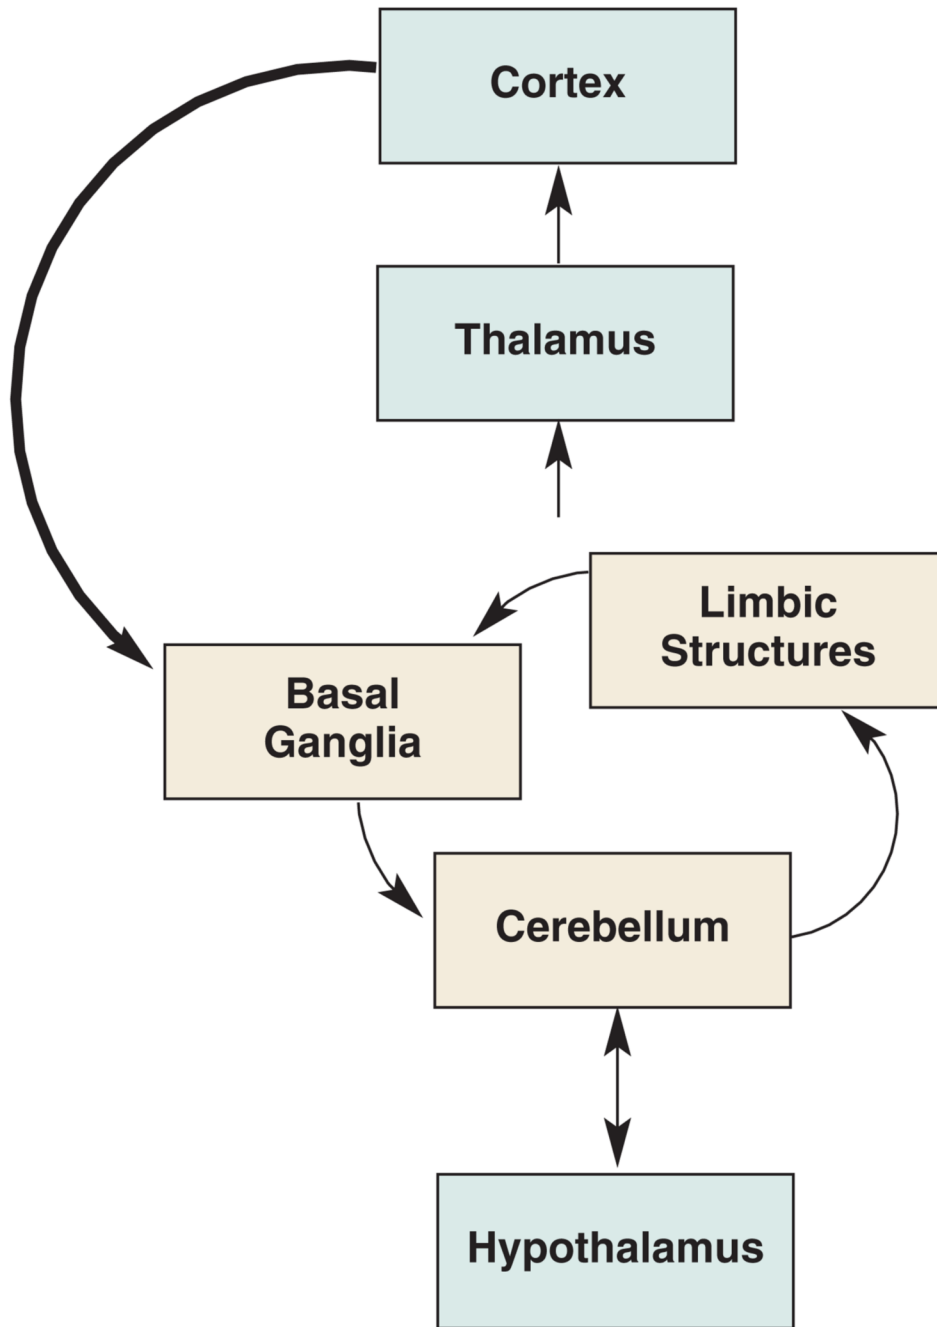 Cortex
Thalamus
Limbic
Structures
Basal
Ganglia
Cerebellum
Hypothalamus